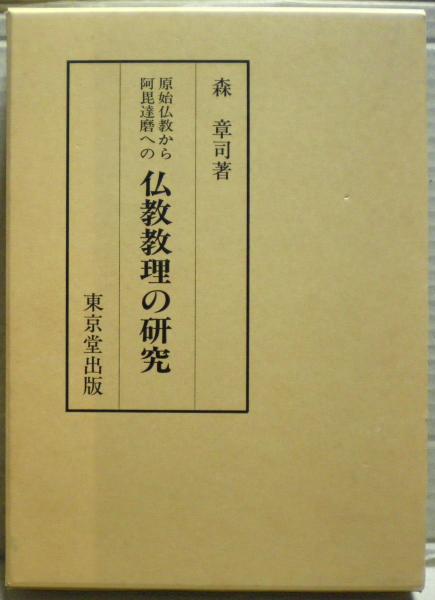 森 章司著
原始仏教から
阿毘達磨への
仏教教理の研究
東京堂出版